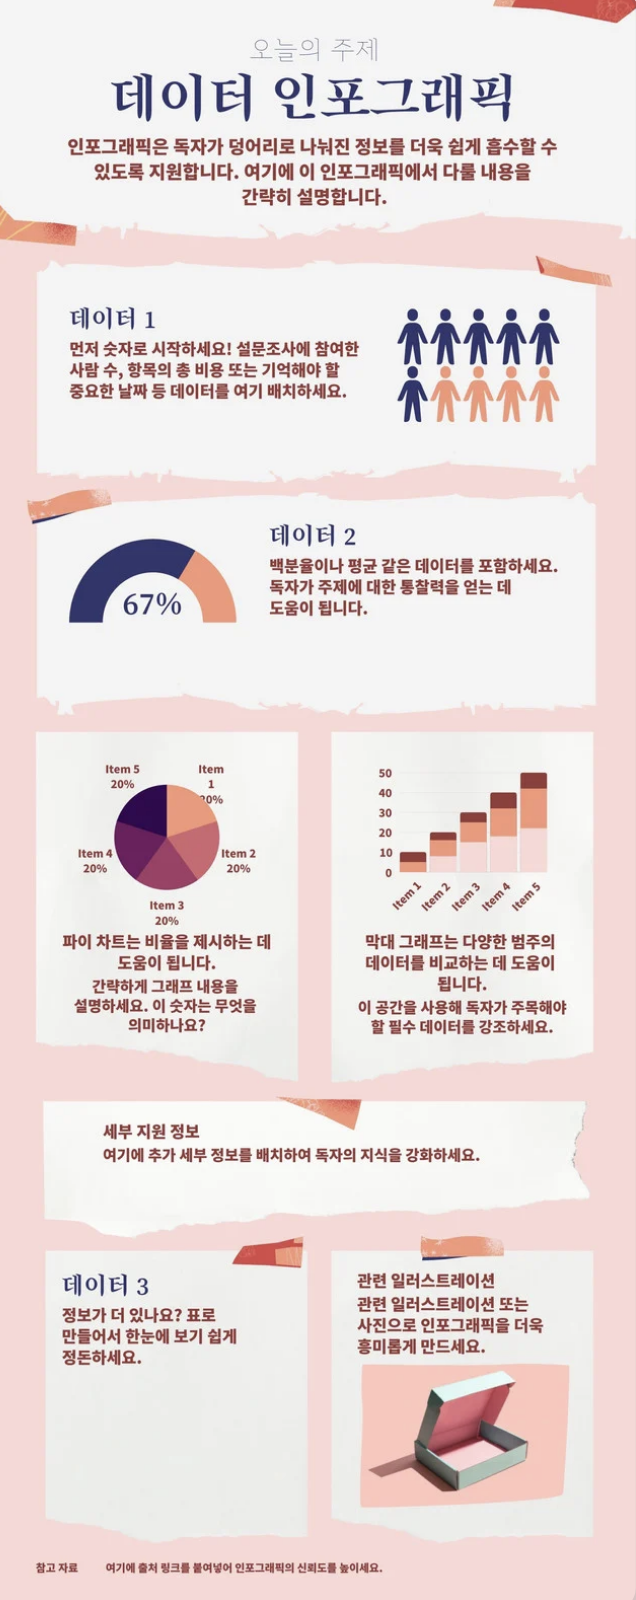 오늘의 주제
데이터 인포그래픽
인포그래픽은 독자가 덩어리로 나눠진 정보를 더욱 쉽게 흡수할 수
있도록 지원합니다. 여기에 이 인포그래픽에서 다룰 내용을
간략히 설명합니다.
데이터 1
먼저 숫자로 시작하세요! 설문조사에 참여한
사람 수, 항목의 총 비용 또는 기억해야 할
중요한 날짜 등 데이터를 여기 배치하세요.
67%
데이터 2
백분율이나 평균 같은 데이터를 포함하세요.
독자가 주제에 대한 통찰력을 얻는 데
도움이 됩니다.
Item 5
20%
Item
1
20%
Item 4
20%
Item 2
20%
Item 3
20%
파이 차트는 비율을 제시하는 데
도움이 됩니다.
간략하게 그래프 내용을
설명하세요. 이 숫자는 무엇을
의미하나요?
50
40
30
20
10
0
Item 1
Item 2
Item 3
Item 4
Item 5
막대 그래프는 다양한 범주의
데이터를 비교하는 데 도움이
됩니다.
이 공간을 사용해 독자가 주목해야
할 필수 데이터를 강조하세요.
세부 지원 정보
여기에 추가 세부 정보를 배치하여 독자의 지식을 강화하세요.
데이터 3
정보가 더 있나요? 표로
만들어서 한눈에 보기 쉽게
정돈하세요.
관련 일러스트레이션
관련 일러스트레이션 또는
사진으로 인포그래픽을 더욱
흥미롭게 만드세요.
참고 자료
여기에 출처 링크를 붙여넣어 인포그래픽의 신뢰도를 높이세요.